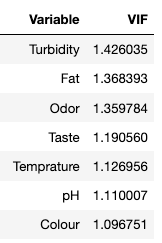 Variable VIF
Turbidity 1.426035
Fat 1.368393
Odor 1.359784
Taste 1.190560
Temprature 1.126956
pH 1.110007
Colour 1.096751